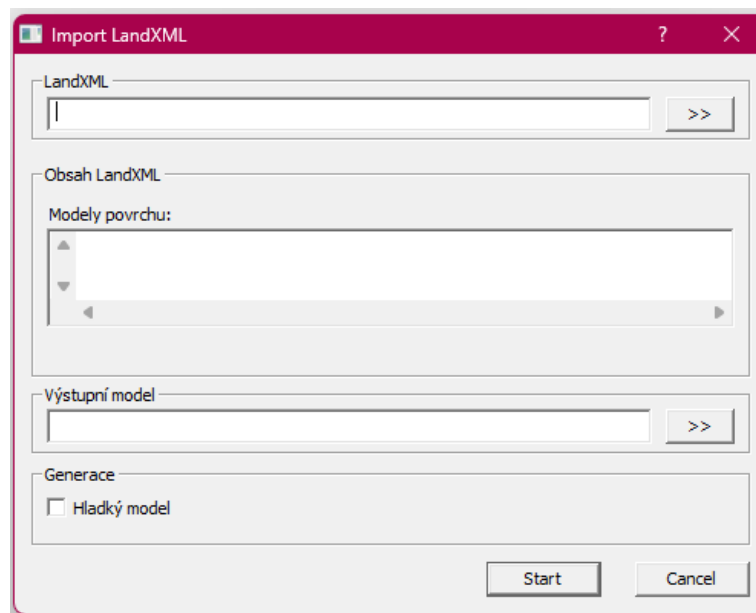 Import LandXML
?
LandXML
>>
Obsah LandXML
Modely povrchu:
Výstupní model
>>
Generace
Hladký model
Start
Cancel